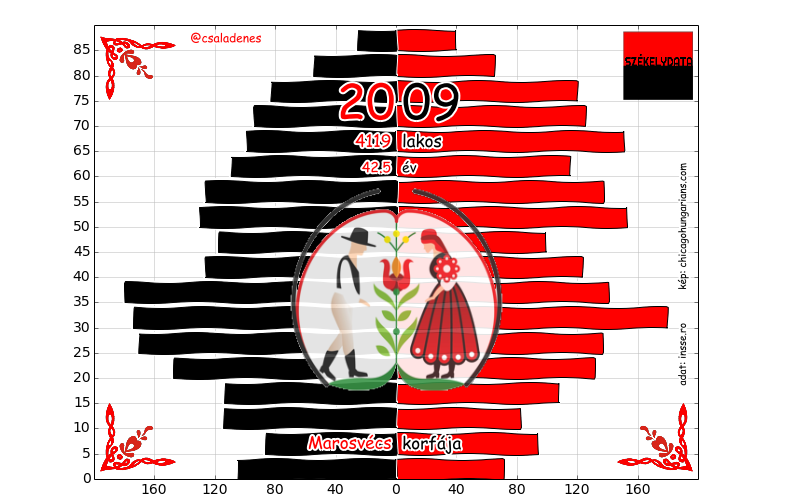 @csaladenes
SZÉKELYDATA
2009
4119 lakos
42.5 év
kép: chicagohungarians.com
adat: insse.ro
Marosvécs korfája
85
80
75
70
65
60
55
50
45
40
35
30
25
20
15
10
5
0
160 120 80 40 0 40 80 120 160